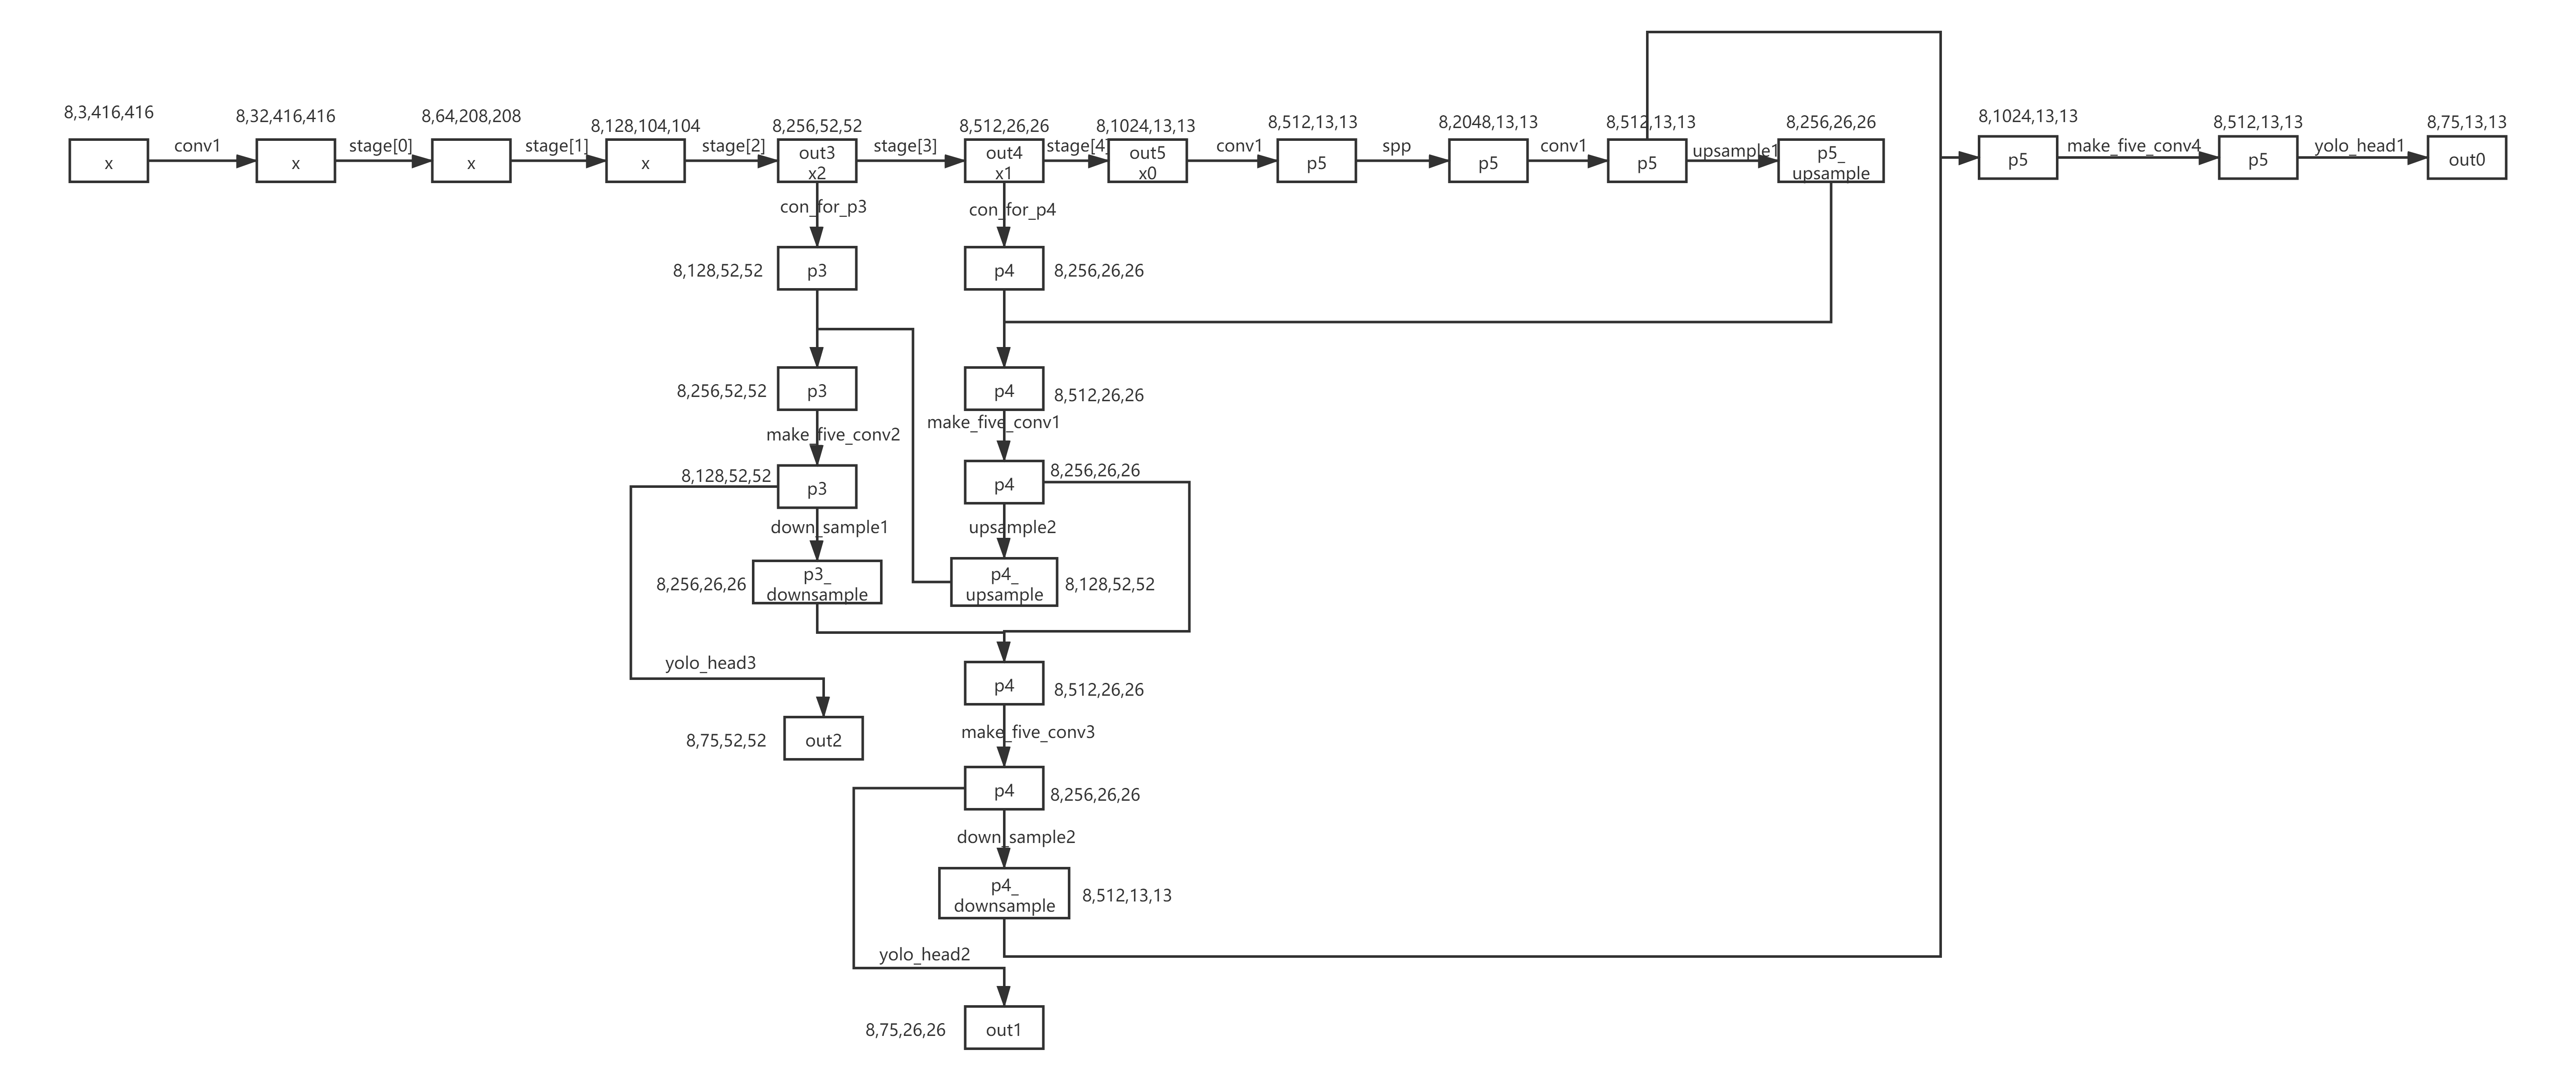 8,3,416,416
8,32,416,416
8,64,208,208
8,128,104,104
8,256,52,52
8,512,26,26
8,1024,13,13
8,512,13,13
8,2048,13,13
8,512,13,13
8,256,26,26
8,1024,13,13
8,512,13,13
8,75,13,13
x
conv1
x
stage[0]
x
stage[1]
x
stage[2]
out3
x2
stage[3]
out4
x1
stage[4]
out5
x0
conv1
p5
spp
p5
conv1
p5
upsample1
p5_
upsample
p5
make_five_conv4
p5
yolo_head1
out0
con_for_p3
con_for_p4
8,128,52,52
p3
p4
8,256,26,26
8,256,52,52
p3
p4
8,512,26,26
make_five_conv2
make_five_conv1
8,128,52,52
p3
p4
8,256,26,26
down_sample1
upsample2
8,256,26,26
p3_
downsample
p4_
upsample
8,128,52,52
yolo_head3
p4
8,512,26,26
8,75,52,52
out2
make_five_conv3
p4
8,256,26,26
down_sample2
p4_
downsample
8,512,13,13
yolo_head2
8,75,26,26
out1